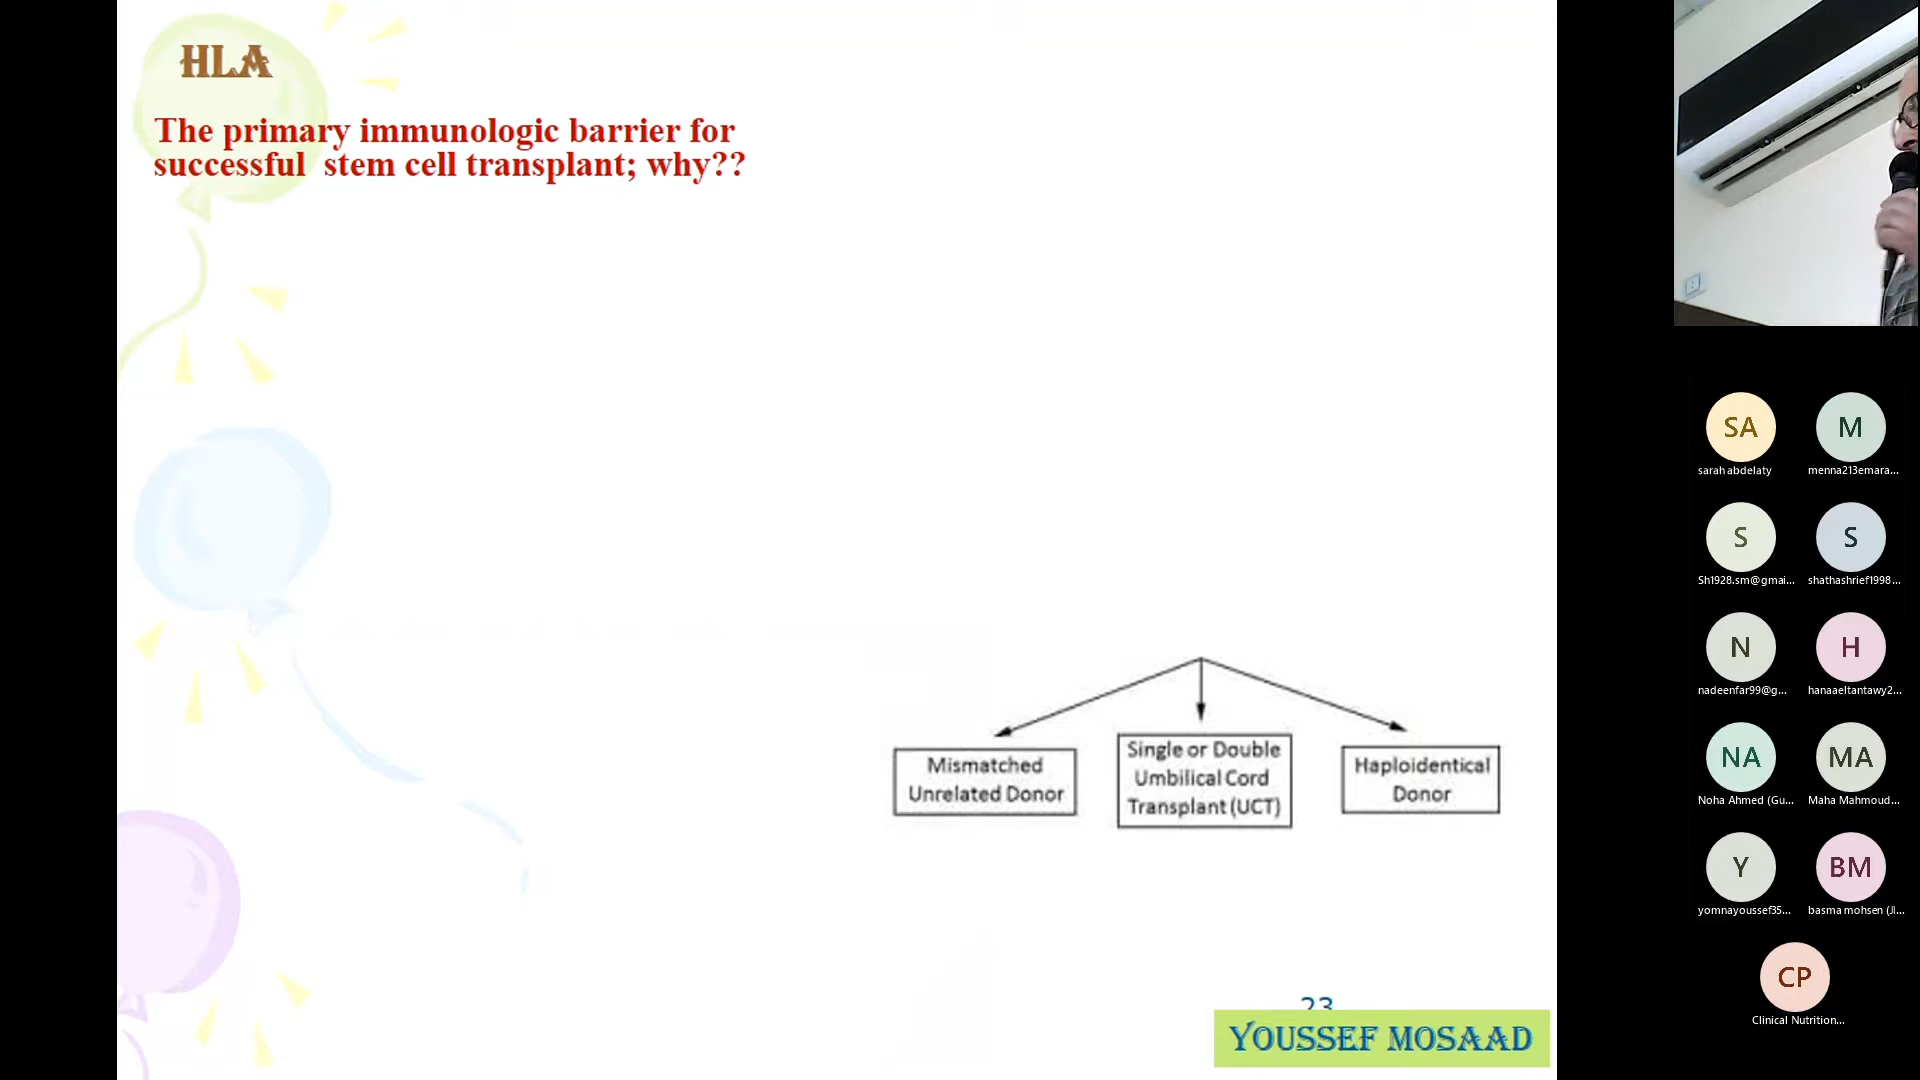 HLA
The primary immunologic barrier for
successful stem cell transplant; why??
Mismatched
Unrelated Donor
Single or Double
Umbilical Cord
Transplant (UCT)
Haploidentical
Donor
23
YOUSSEF MOSAAD
SA
sarah abdelaty
M
menna213emara...
S
Sh1928.sm@gmai...
S
shathashrief1998...
N
nadeenfar99@g...
H
hanaaeltantawy2...
NA
Noha Ahmed (Gu...
MA
Maha Mahmoud...
Y
yomnayoussef35...
BM
basma mohsen (Jl...
CP
Clinical Nutrition...